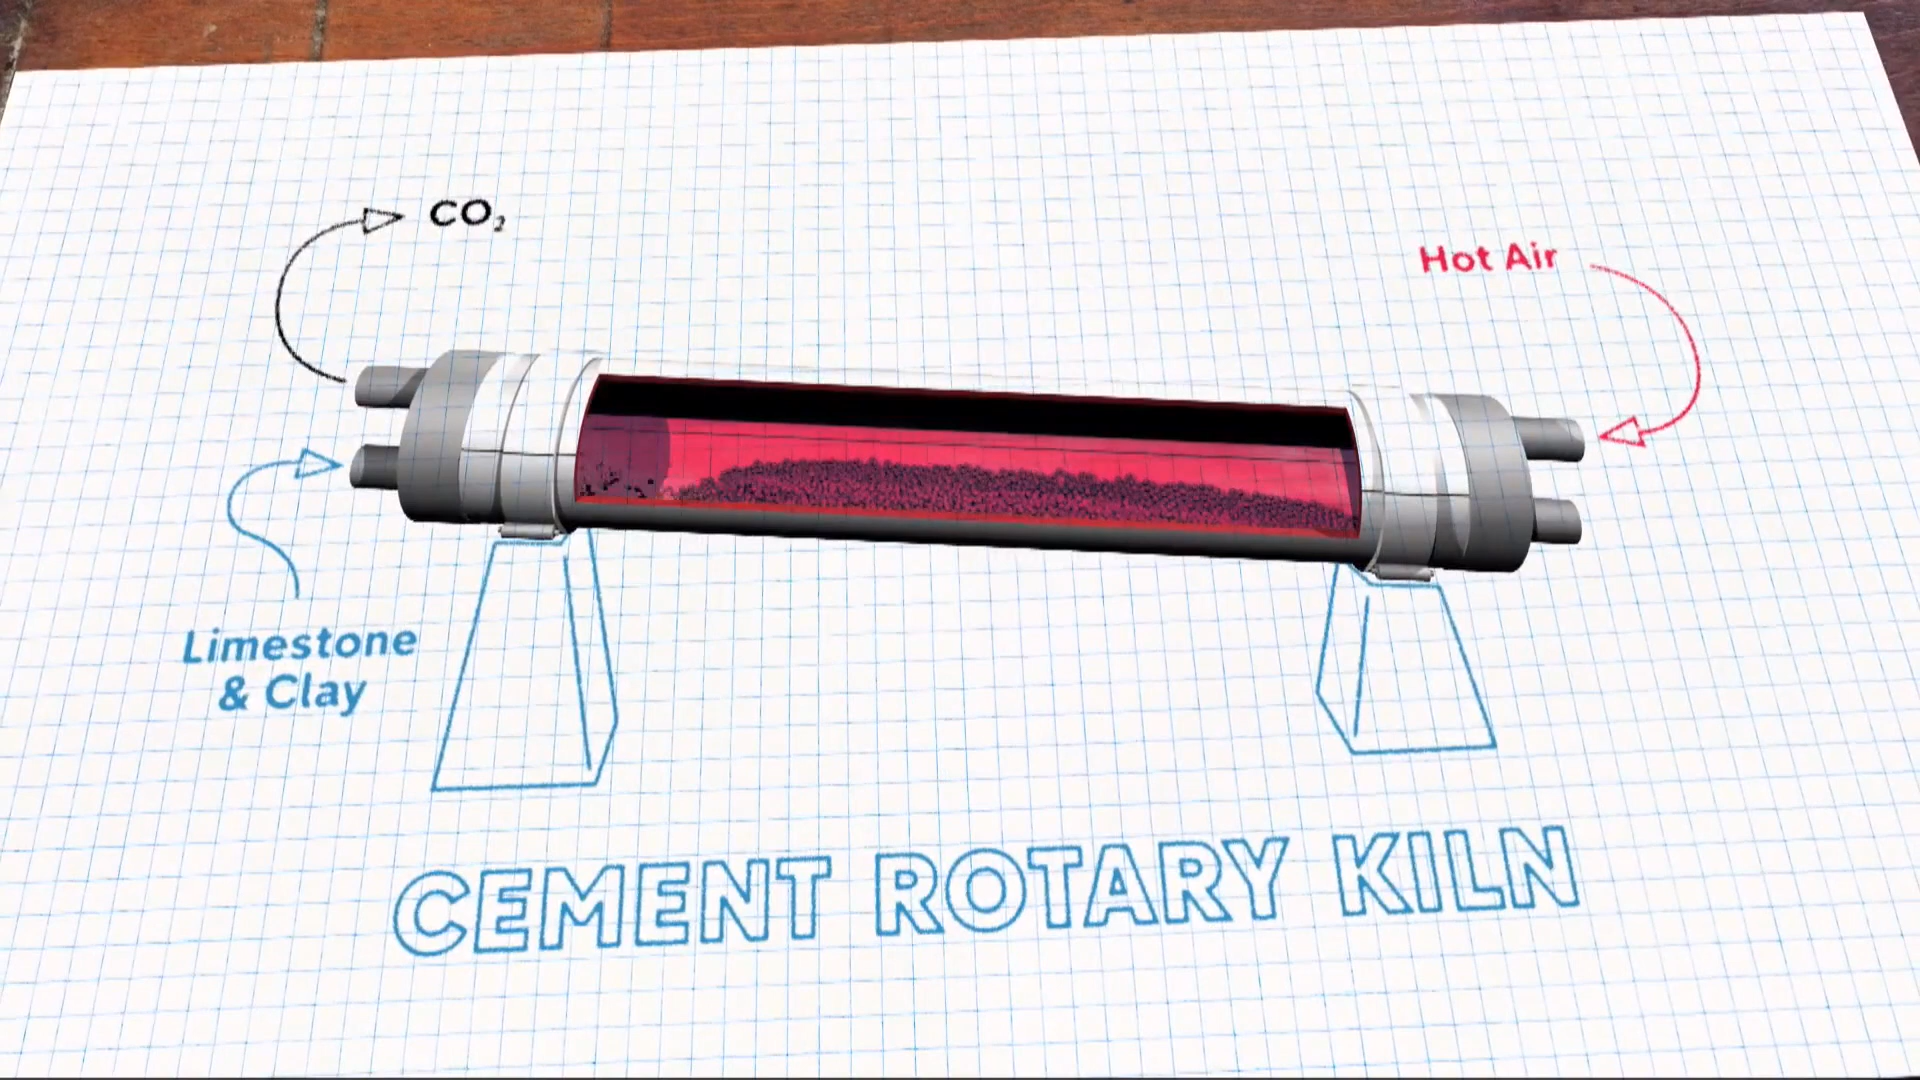 CO₂
Hot Air
Limestone
& Clay
CEMENT ROTARY KILN